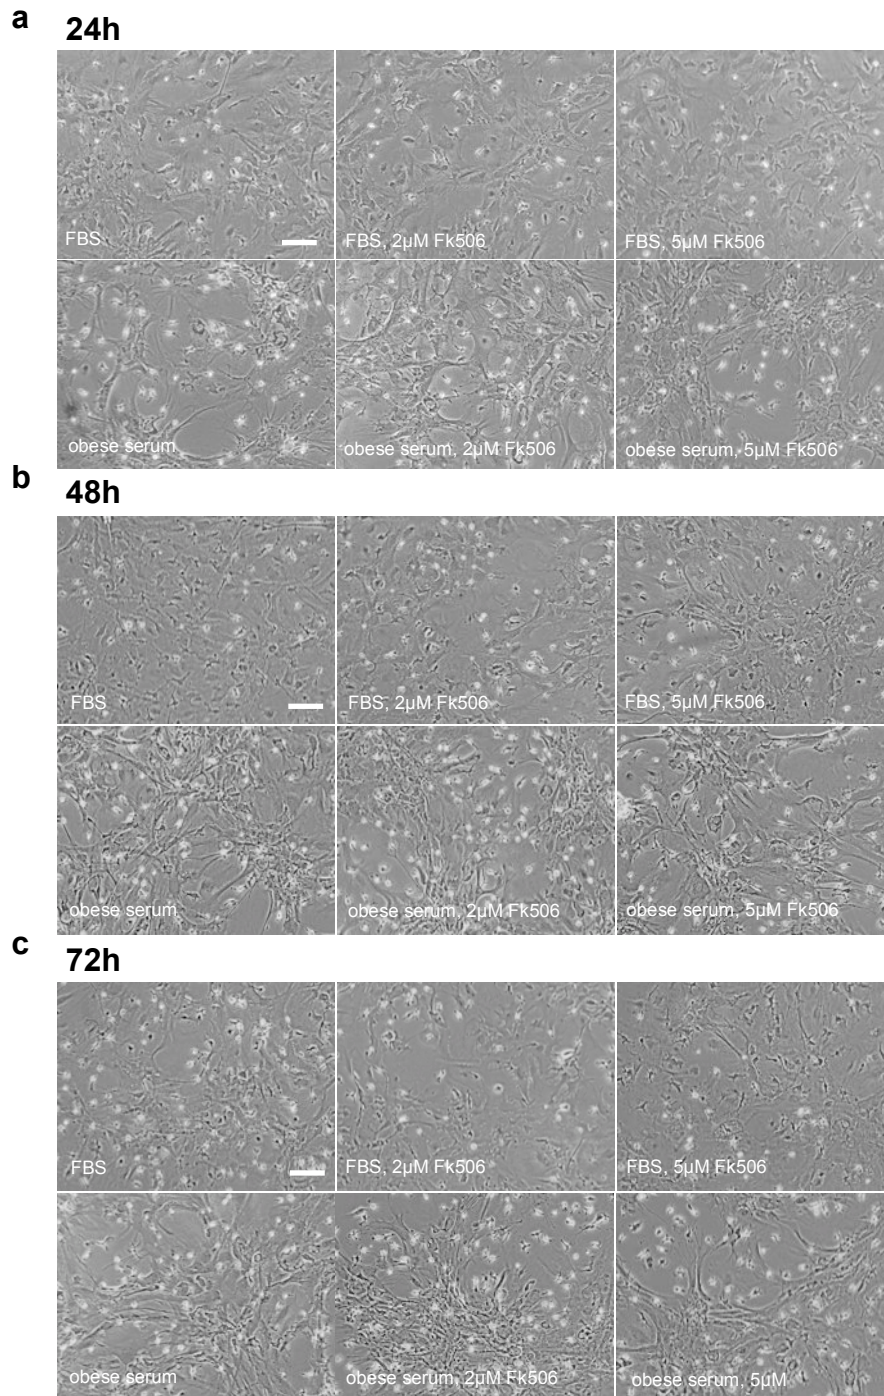 a
24h
FBS
FBS, 2µM Fk506
FBS, 5µM Fk506
obese serum
obese serum, 2µM Fk506
obese serum, 5µM Fk506
b
48h
FBS
FBS, 2µM Fk506
FBS, 5µM Fk506
obese serum
obese serum, 2µM Fk506
obese serum, 5µM Fk506
c
72h
FBS
FBS, 2µM Fk506
FBS, 5µM Fk506
obese serum
obese serum, 2µM Fk506
obese serum, 5µM